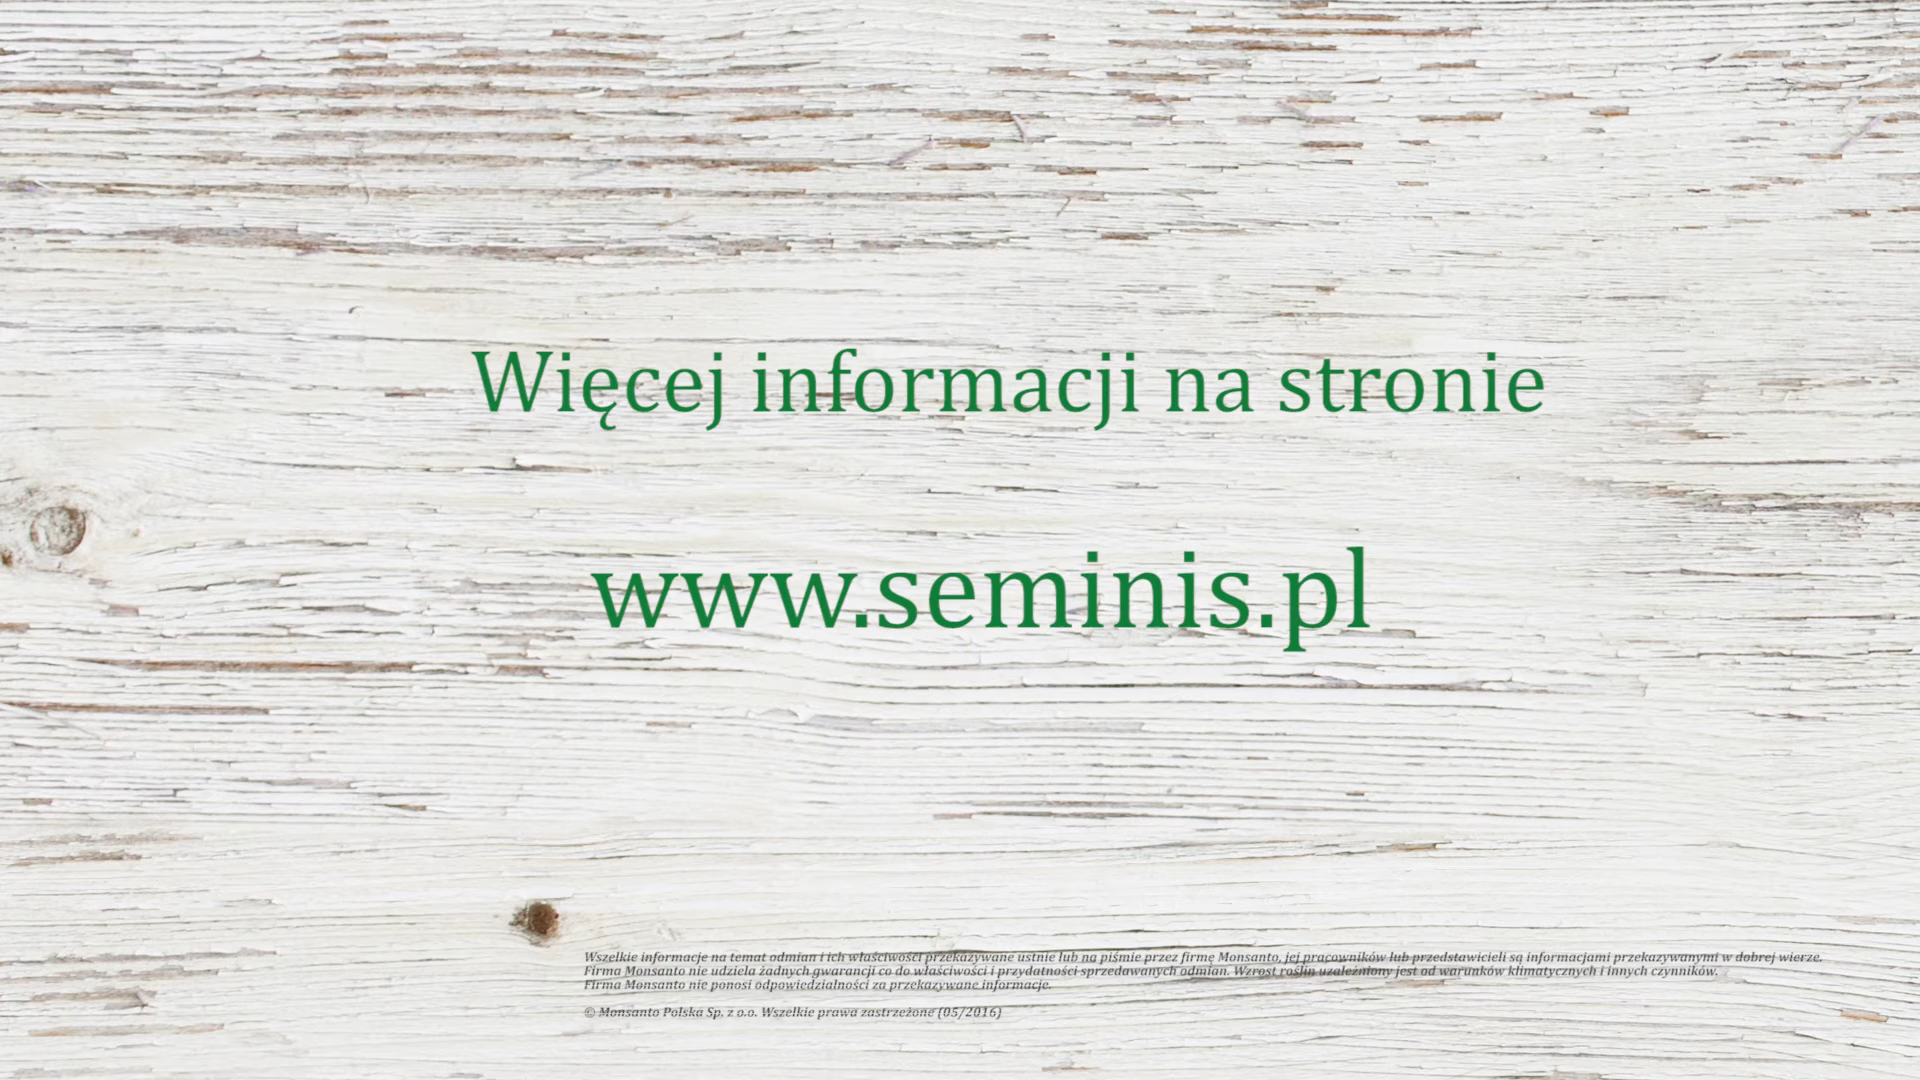 Więcej informacji na stronie
www.seminis.pl
Wszelkie informacje na temat odmian i ich właściwości przekazywane ustnie lub na piśmie przez firmę Monsanto, jej pracowników lub przedstawicieli są informacjami przekazywanymi w dobrej wierze.
Firma Monsanto nie udziela żadnych gwarancji co do właściwości i przydatności sprzedawanych odmian. Wzrost roślin uzależniony jest od warunków klimatycznych i innych czynników.
Firma Monsanto nie ponosi odpowiedzialności za przekazywane informacje.
© Monsanto Polska Sp. z o.o. Wszelkie prawa zastrzeżone (05/2016)